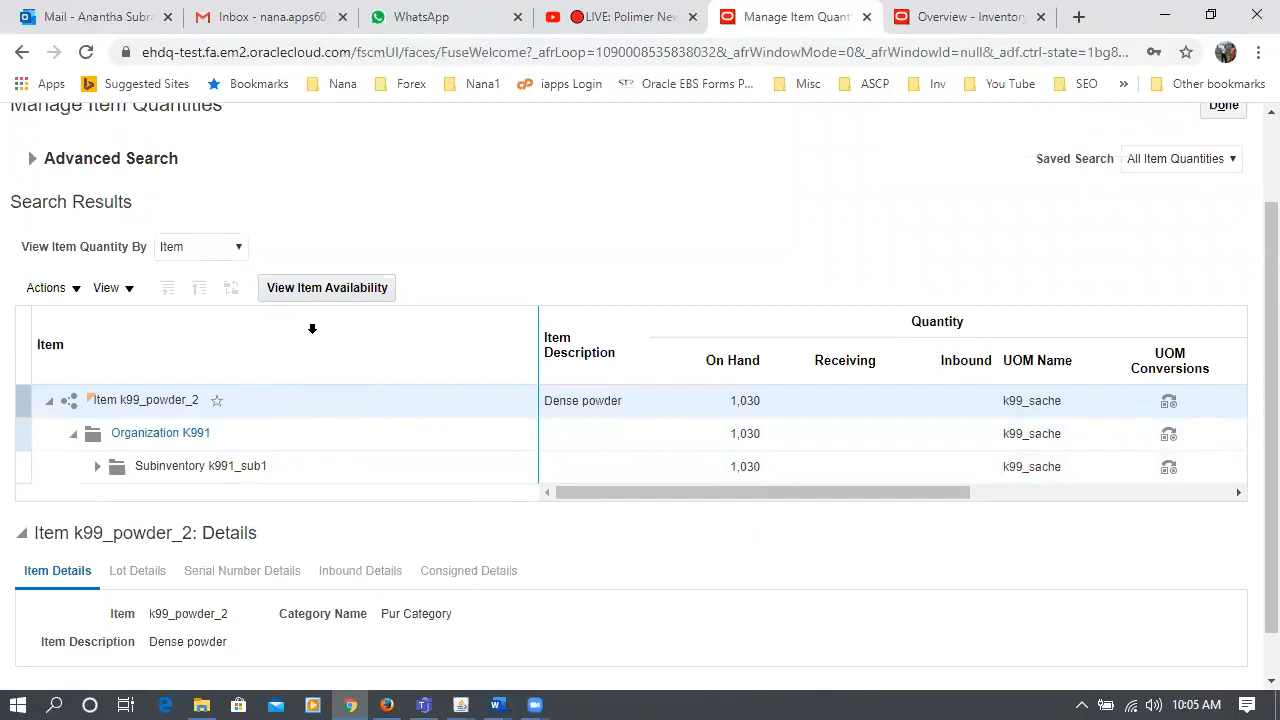 Mail - Anantha Subra
Inbox - nana.apps60
WhatsApp
LIVE: Polimer New
Manage Item Quanti
Overview - Inventory
ehdq-test.fa.em2.oraclecloud.com/fscmUI/faces/FuseWelcome?_afrLoop=10900085358380328&_afrWindowMode=0&_afrWindowId=null&_adf.ctrl-state=1bg8...
Apps
Suggested Sites
Bookmarks
Nana
Forex
Nana1
iapps Login
Oracle EBS Forms P...
Misc
ASCP
Inv
You Tube
SEO
»
Other bookmarks
Manage Item Quantities
Done
Advanced Search
Saved Search All Item Quantities
Search Results
View Item Quantity By Item
Actions View View Item Availability
Quantity
Item
Item Description
On Hand Receiving Inbound UOM Name UOM Conversions
Item k99_powder_2 Dense powder 1,030 k99_sache
Organization K991 1,030 k99_sache
Subinventory k991_sub1 1,030 k99_sache
Item k99_powder_2: Details
Item Details Lot Details Serial Number Details Inbound Details Consigned Details
Item k99_powder_2 Category Name Pur Category
Item Description Dense powder
10:05 AM